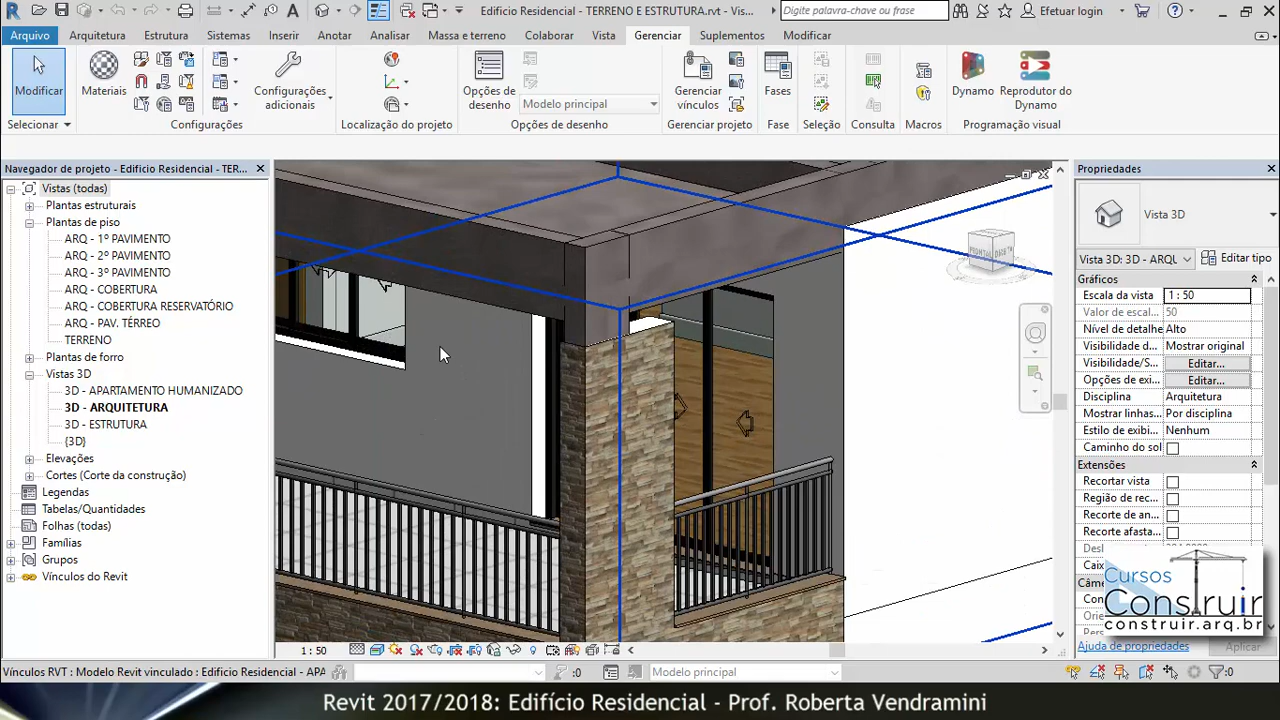 Edificio Residencial - TERRENO E ESTRUTURA.rvt - Vis...
Digite palavra-chave ou frase
Efetuar login
Arquivo Arquitetura Estrutura Sistemas Inserir Anotar Analisar Massa e terreno Colaborar Vista Gerenciar Suplementos Modificar
Modificar
Materiais
Configurações adicionais
Opções de desenho
Modelo principal
Gerenciar vínculos
Fases
Dynamo
Reprodutor do Dynamo
Selecionar
Configurações
Localização do projeto
Opções de desenho
Gerenciar projeto
Fase
Seleção
Consulta
Macros
Programação visual
Navegador de projeto - Edificio Residencial - TER...
Vistas (todas)
Plantas estruturais
Plantas de piso
ARQ - 1º PAVIMENTO
ARQ - 2º PAVIMENTO
ARQ - 3º PAVIMENTO
ARQ - COBERTURA
ARQ - COBERTURA RESERVATÓRIO
ARQ - PAV. TÉRREO
TERRENO
Plantas de forro
Vistas 3D
3D - APARTAMENTO HUMANIZADO
3D - ARQUITETURA
3D - ESTRUTURA
{3D}
Elevações
Cortes (Corte da construção)
Legendas
Tabelas/Quantidades
Folhas (todas)
Famílias
Grupos
Vínculos do Revit
1 : 50
Propriedades
Vista 3D
Vista 3D: 3D - ARQU
Editar tipo
Gráficos
Escala da vista 1 : 50
Valor de escal... 50
Nível de detalhe Alto
Visibilidade d... Mostrar original
Visibilidade/S... Editar...
Opções de exi... Editar...
Disciplina Arquitetura
Mostrar linhas... Por disciplina
Estilo de exibi... Nenhum
Caminho do sol
Extensões
Recortar vista
Região de rec...
Recorte de an...
Recorte afasta...
Caix
Câme
Con
Orie
Ajuda de propriedades
Aplicar
Cursos
Construir
construir.arq.br
Vínculos RVT : Modelo Revit vinculado : Edificio Residencial - APA
:0
Modelo principal
:0
Revit 2017/2018: Edifício Residencial - Prof. Roberta Vendramini